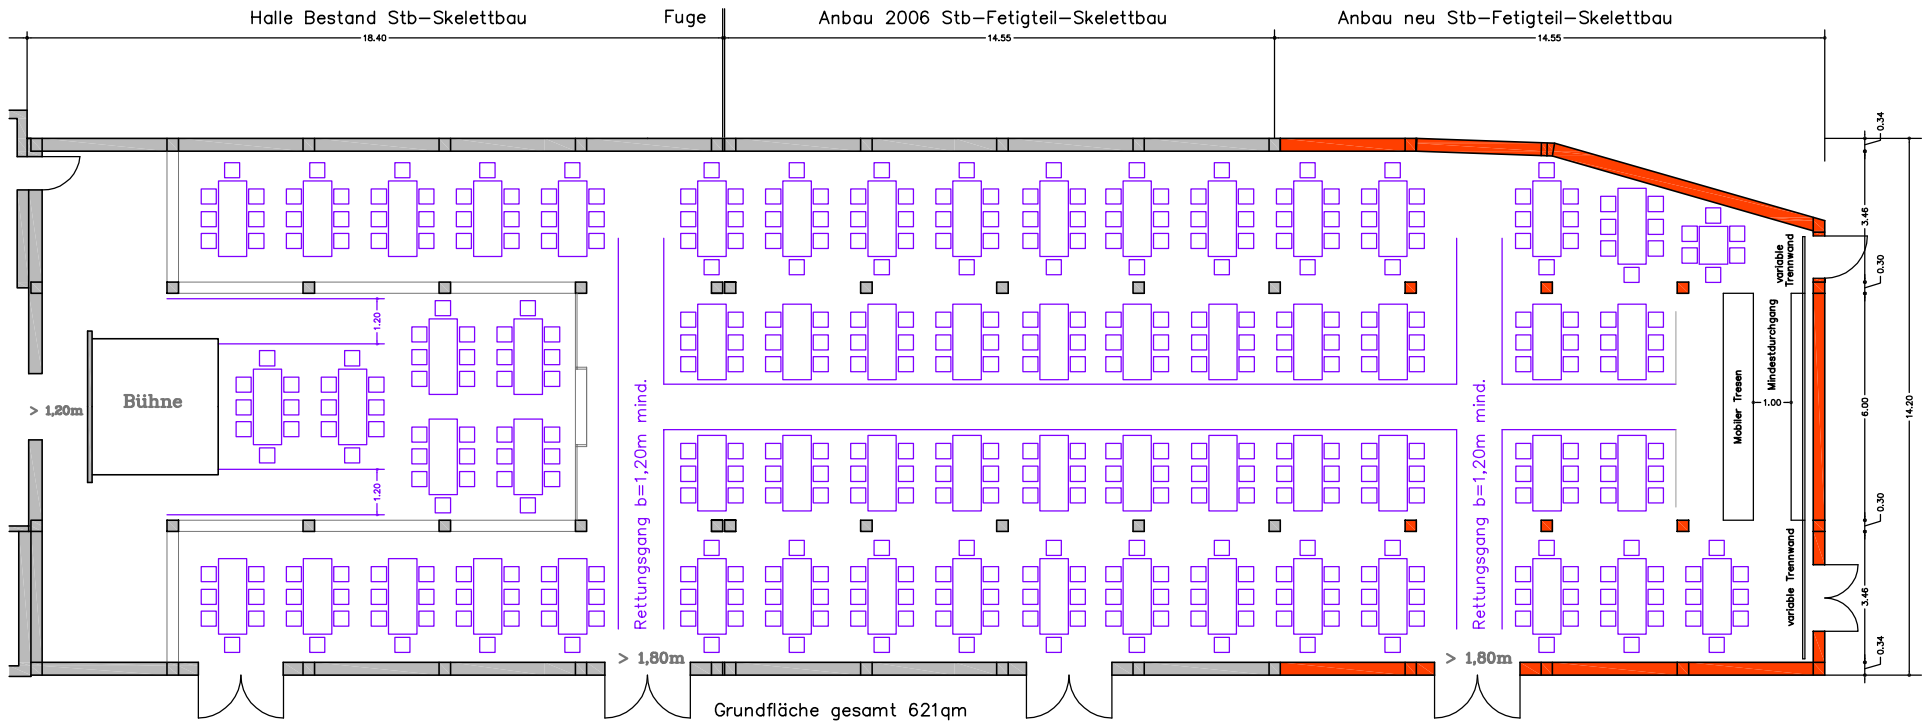 Halle Bestand Stb-Skelettbau
Fuge
Anbau 2006 Stb-Fetigteil-Skelettbau
Anbau neu Stb-Fetigteil-Skelettbau
18.40
14.55
14.55
0.34
3.46
0.30
6.00
14.20
0.30
3.46
0.34
variable
Trennwand
1.20
Bühne
> 1,20m
1.20
Rettungsgang b=1,20m mind.
Rettungsgang b=1,20m mind.
Mobiler Tresen
Mindestdurchgang
1.00
variable Trenwand
> 1,80m
> 1,80m
Grundfläche gesamt 621qm